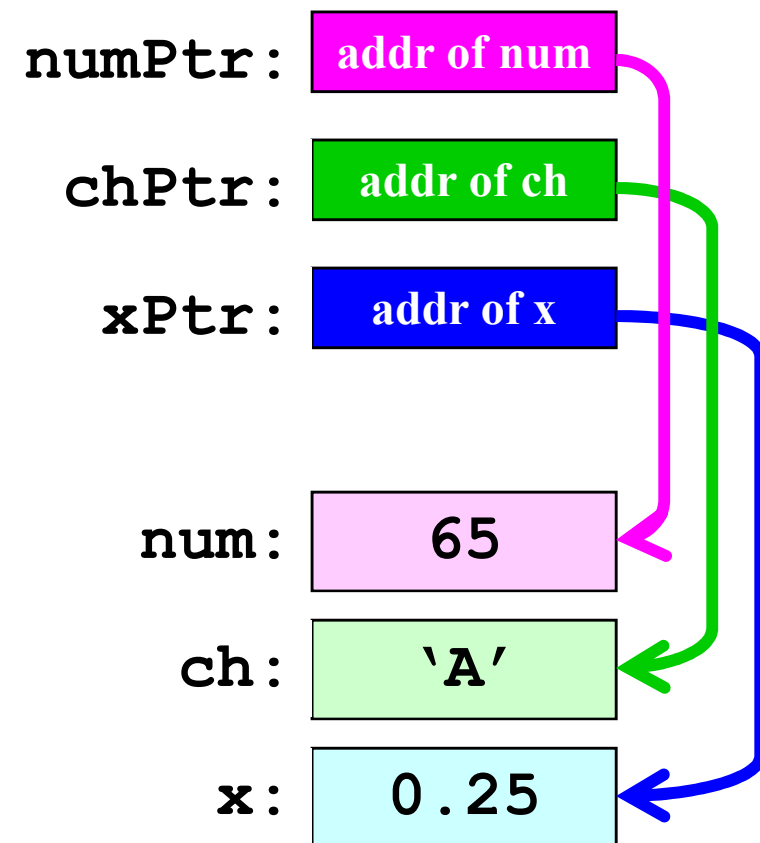 numPtr: addr of num
chPtr: addr of ch
xPtr: addr of x
num: 65
ch: ‘A’
x: 0.25